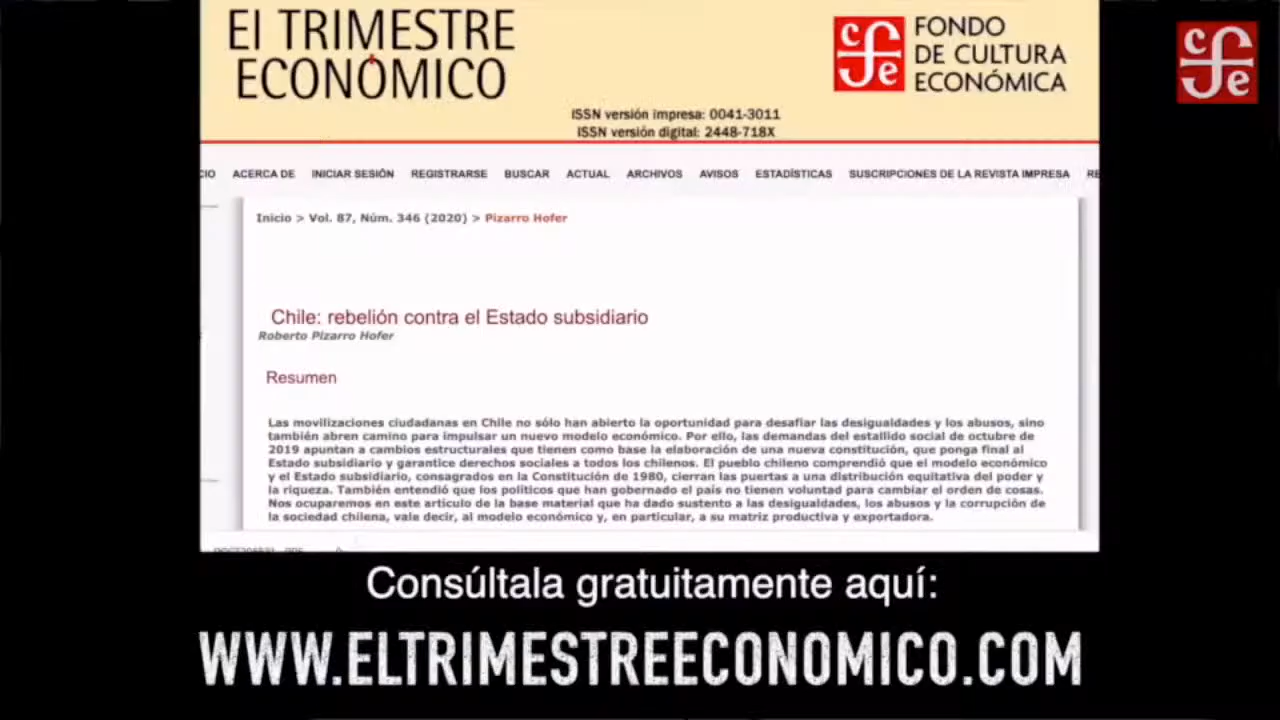 El TRIMESTRE
ECONÓMICO
cfe
FONDO
DE CULTURA
ECONÓMICA
cfe
ISSN versión impresa: 0041-3011
ISSN versión digital: 2448-718X
CIO ACERCA DE INICIAR SESIÓN REGISTRARSE BUSCAR ACTUAL ARCHIVOS AVISOS ESTADÍSTICAS SUSCRIPCIONES DE LA REVISTA IMPRESA RE
Inicio > Vol. 87, Núm. 346 (2020) > Pizarro Hofer
Chile: rebelión contra el Estado subsidiario
Roberto Pizarro Hofer
Resumen
Las movilizaciones ciudadanas en Chile no sólo han abierto la oportunidad para desafiar las desigualdades y los abusos, sino
también abren camino para impulsar un nuevo modelo económico. Por ello, las demandas del estallido social de octubre de
2019 apuntan a cambios estructurales que tienen como base la elaboración de una nueva constitución, que ponga final al
Estado subsidiario y garantice derechos sociales a todos los chilenos. El pueblo chileno comprendió que el modelo económico
y el Estado subsidiario, consagrados en la Constitución de 1980, cierran las puertas a una distribución equitativa del poder y
la riqueza. También entendió que los políticos que han gobernado el país no tienen voluntad para cambiar el orden de cosas.
Nos ocuparemos en este artículo de la base material que ha dado sustento a las desigualdades, los abusos y la corrupción de
la sociedad chilena, vale decir, al modelo económico y, en particular, a su matriz productiva y exportadora.
Consúltala gratuitamente aquí:
WWW.ELTRIMESTREECONOMICO.COM